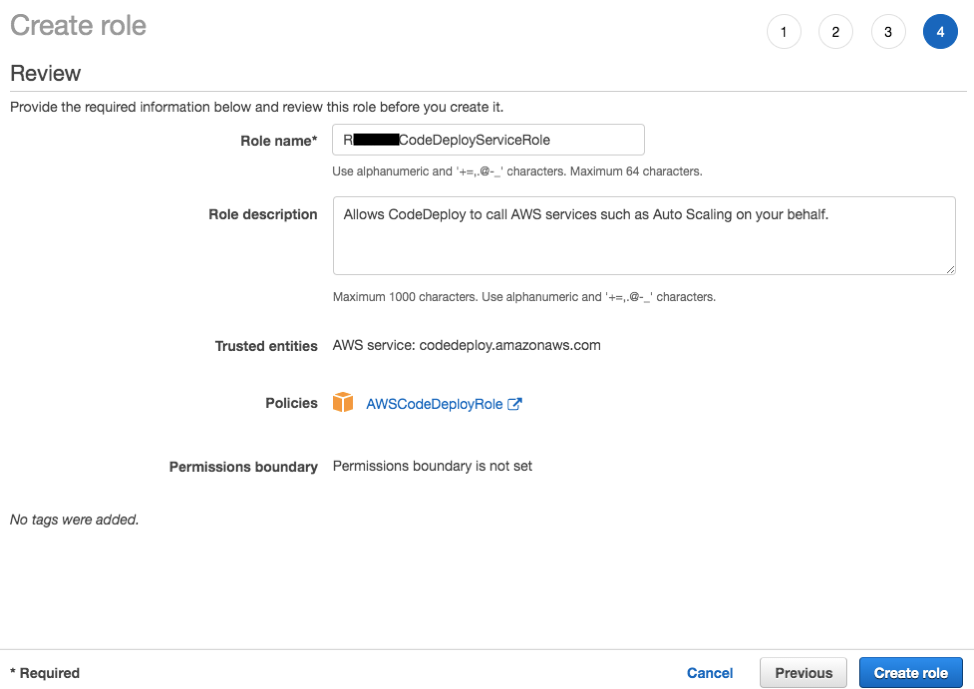 Create role
1 2 3 4
Review
Provide the required information below and review this role before you create it.
Role name* R CodeDeployServiceRole
Use alphanumeric and '+=,.@-_' characters. Maximum 64 characters.
Role description Allows CodeDeploy to call AWS services such as Auto Scaling on your behalf.
Maximum 1000 characters. Use alphanumeric and '+=,.@-_' characters.
Trusted entities AWS service: codedeploy.amazonaws.com
Policies AWSCodeDeployRole
Permissions boundary Permissions boundary is not set
No tags were added.
* Required Cancel Previous Create role